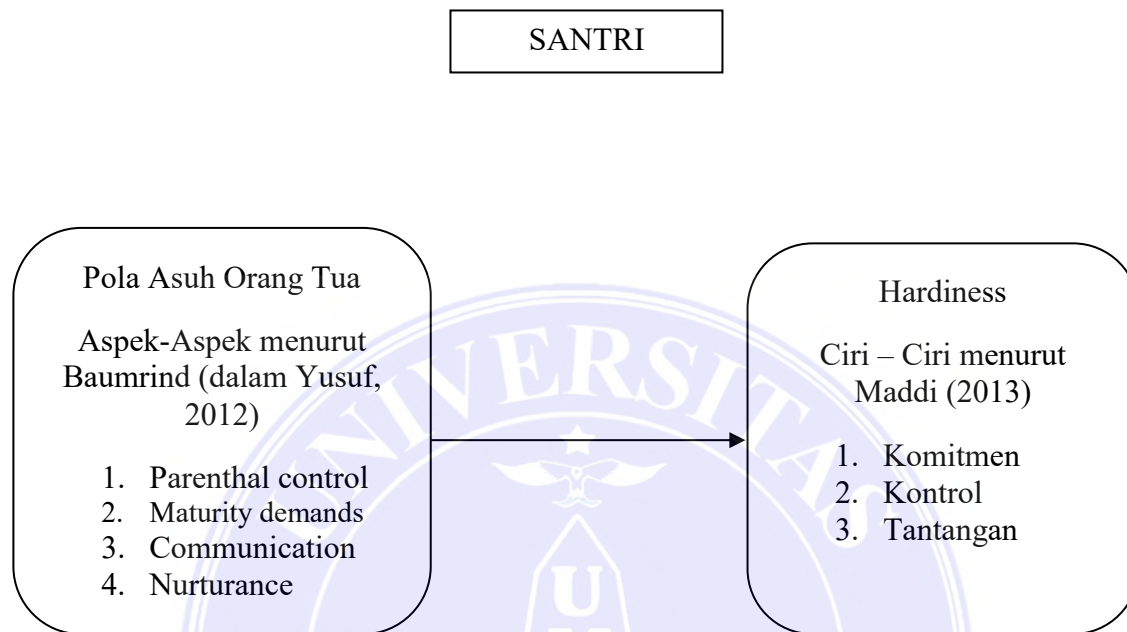 SANTRI
Pola Asuh Orang Tua
Aspek-Aspek menurut
Baumrind (dalam Yusuf,
2012)
1. Parenthal control
2. Maturity demands
3. Communication
4. Nurturance
Hardiness
Ciri – Ciri menurut
Maddi (2013)
1. Komitmen
2. Kontrol
3. Tantangan
UNIVERSITAS
U